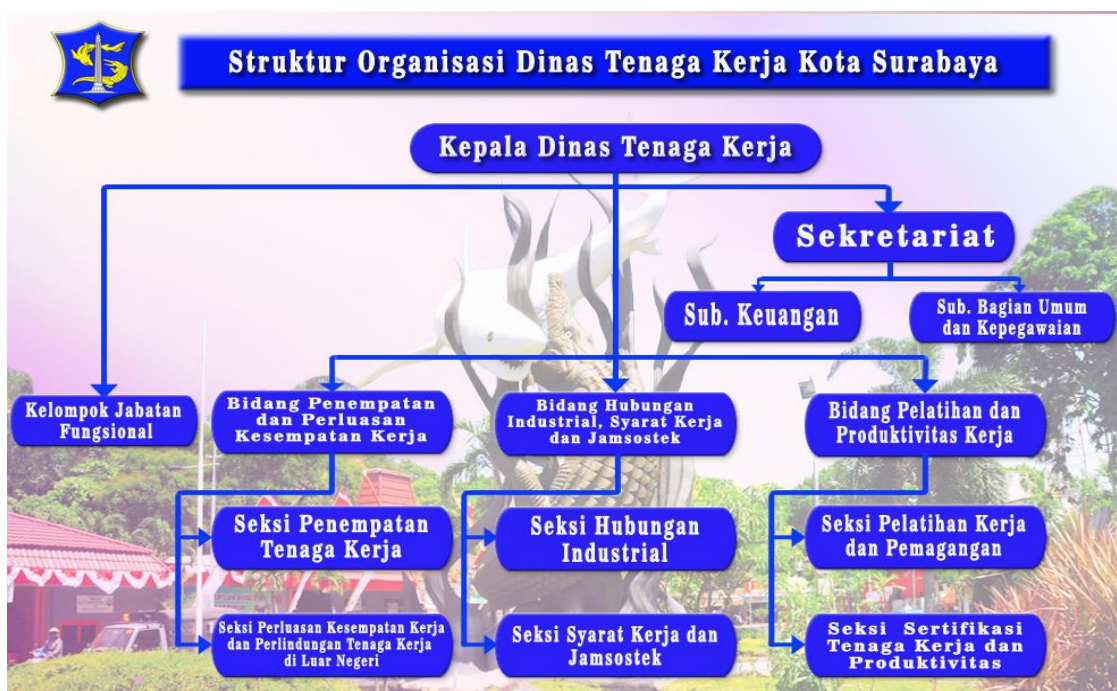 Struktur Organisasi Dinas Tenaga Kerja Kota Surabaya
Kepala Dinas Tenaga Kerja
Sekretariat
Sub. Keuangan
Sub. Bagian Umum
dan Kepegawaian
Kelompok Jabatan
Fungsional
Bidang Penempatan
dan Perluasan
Kesempatan Kerja
Bidang Hubungan
Industrial, Syarat Kerja
dan Jamsostek
Bidang Pelatihan dan
Produktivitas Kerja
Seksi Penempatan
Tenaga Kerja
Seksi Hubungan
Industrial
Seksi Pelatihan Kerja
dan Pemagangan
Seksi Perluasan Kesempatan Kerja
dan Perlindungan Tenaga Kerja
di Luar Negeri
Seksi Syarat Kerja dan
Jamsostek
Seksi Sertifikasi
Tenaga Kerja dan
Produktivitas